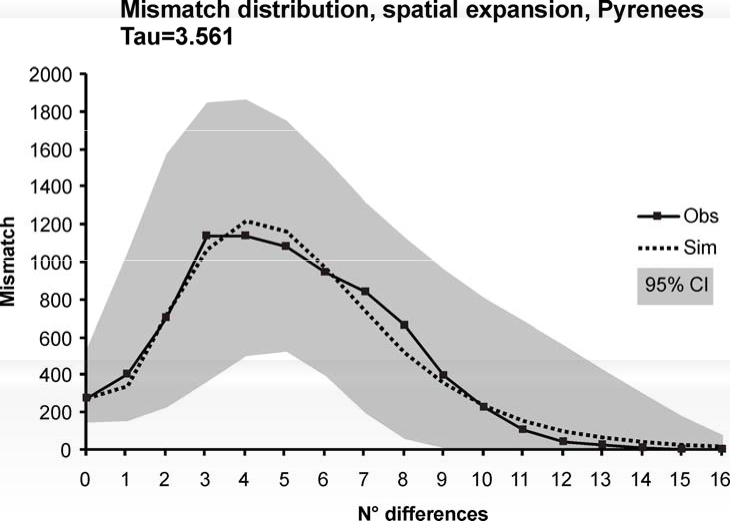 Mismatch distribution, spatial expansion, Pyrenees
Tau=3.561
2000
1800
1600
1400
1200
1000
800
600
400
200
0
Mismatch
Obs
Sim
95% CI
0 1 2 3 4 5 6 7 8 9 10 11 12 13 14 15 16
N° differences